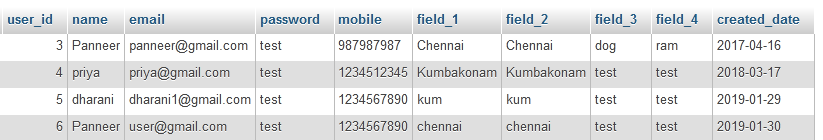 user_id name email password mobile field_1 field_2 field_3 field_4 created_date
3 Panneer panneer@gmail.com test 987987987 Chennai Chennai dog ram 2017-04-16
4 priya priya@gmail.com test 1234512345 Kumbakonam Kumbakonam test test 2018-03-17
5 dharani dharani1@gmail.com test 1234567890 kum kum test test 2019-01-29
6 Panneer user@gmail.com test 1234567890 chennai chennai test test 2019-01-30